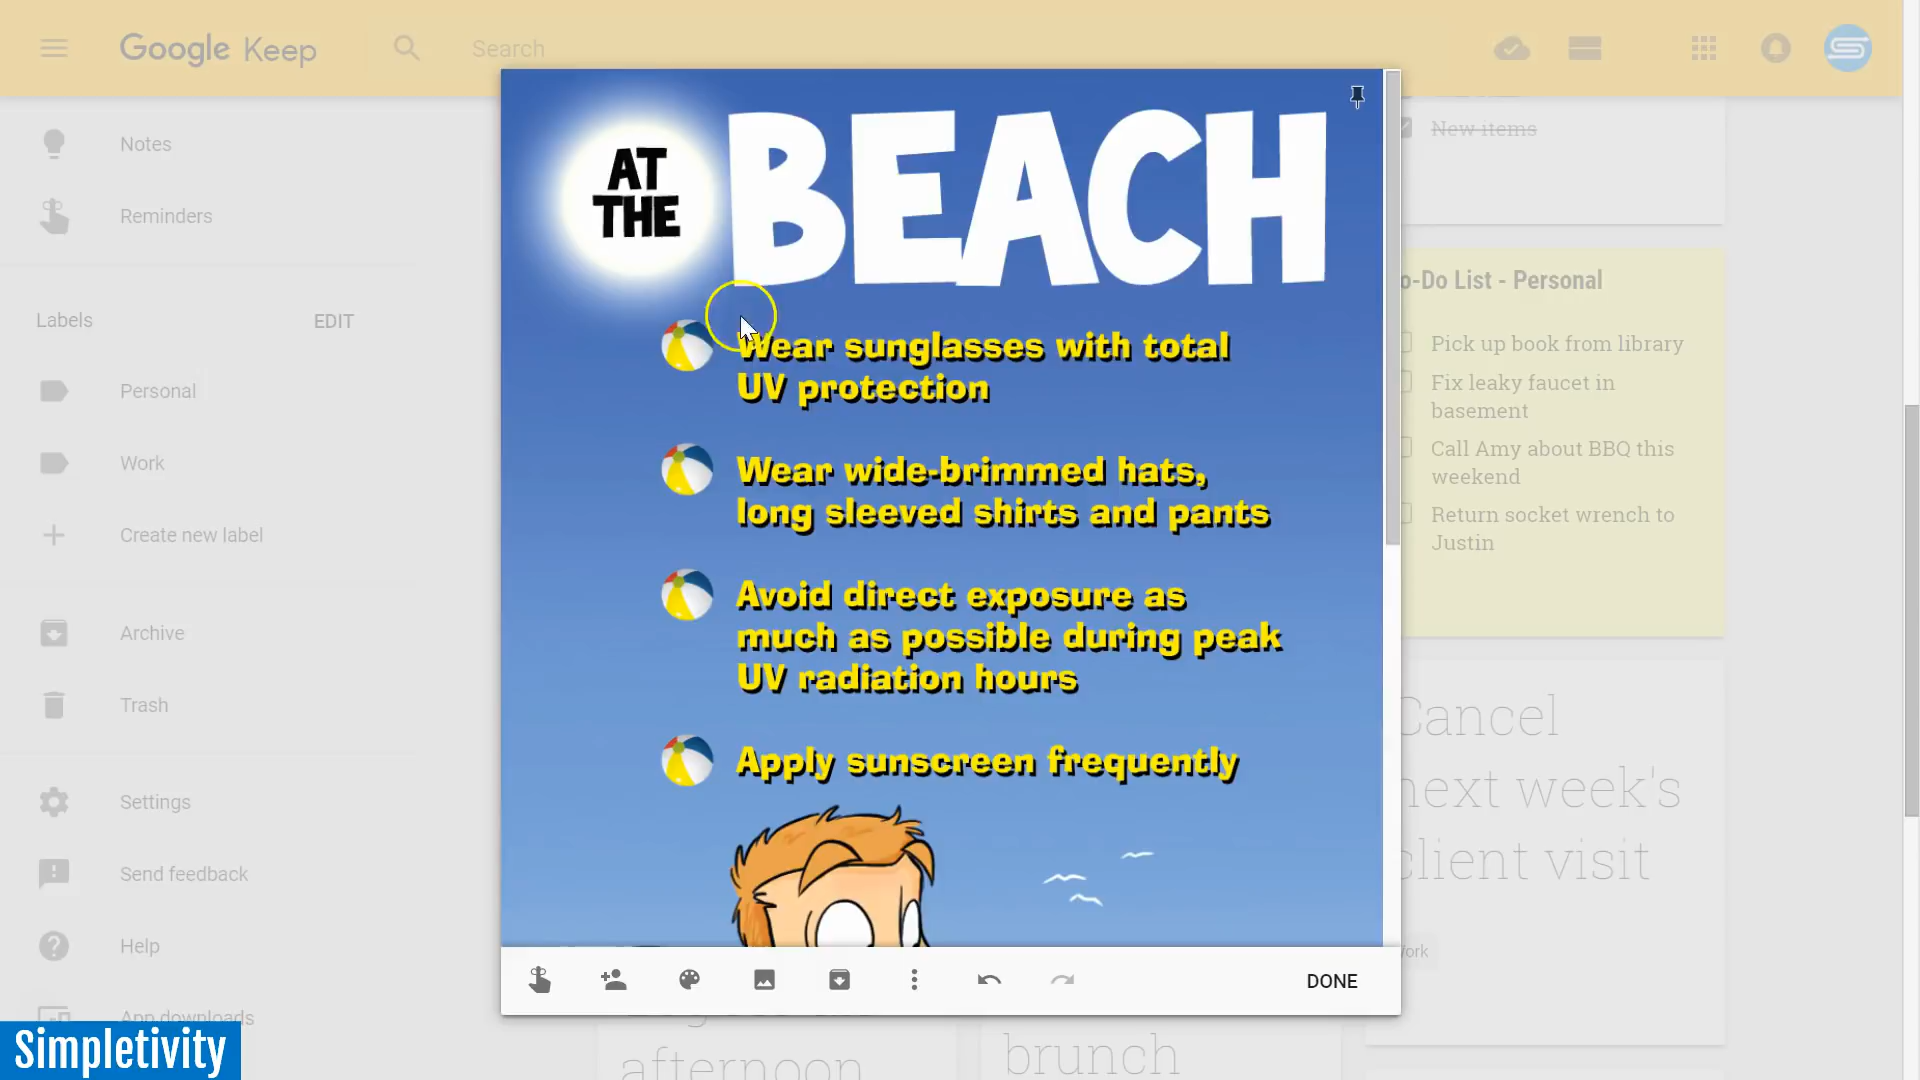 Google Keep
Search
Notes
Reminders
Labels
EDIT
Personal
Work
Create new label
Archive
Trash
Settings
Send feedback
Help
App downloads
Simpletivity
AT
THE
BEACH
Wear sunglasses with total
UV protection
Wear wide-brimmed hats,
long sleeved shirts and pants
Avoid direct exposure as
much as possible during peak
UV radiation hours
Apply sunscreen frequently
DONE
New items
o-Do List - Personal
Pick up book from library
Fix leaky faucet in
basement
Call Amy about BBQ this
weekend
Return socket wrench to
Justin
Cancel
next week's
client visit
Work
afternoon
brunch